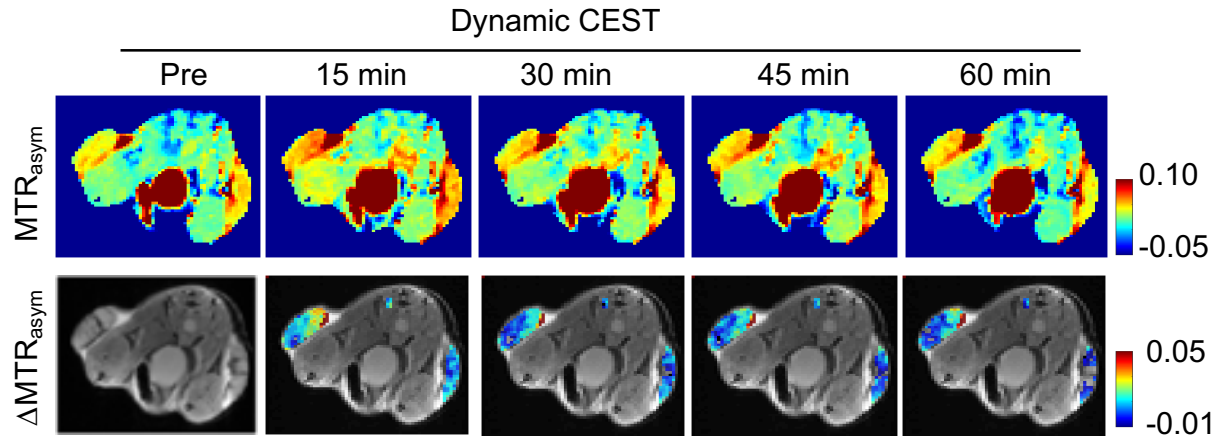 Dynamic CEST
Pre 15 min 30 min 45 min 60 min
MTRasym
0.10
-0.05
ΔMTRasym
0.05
-0.01